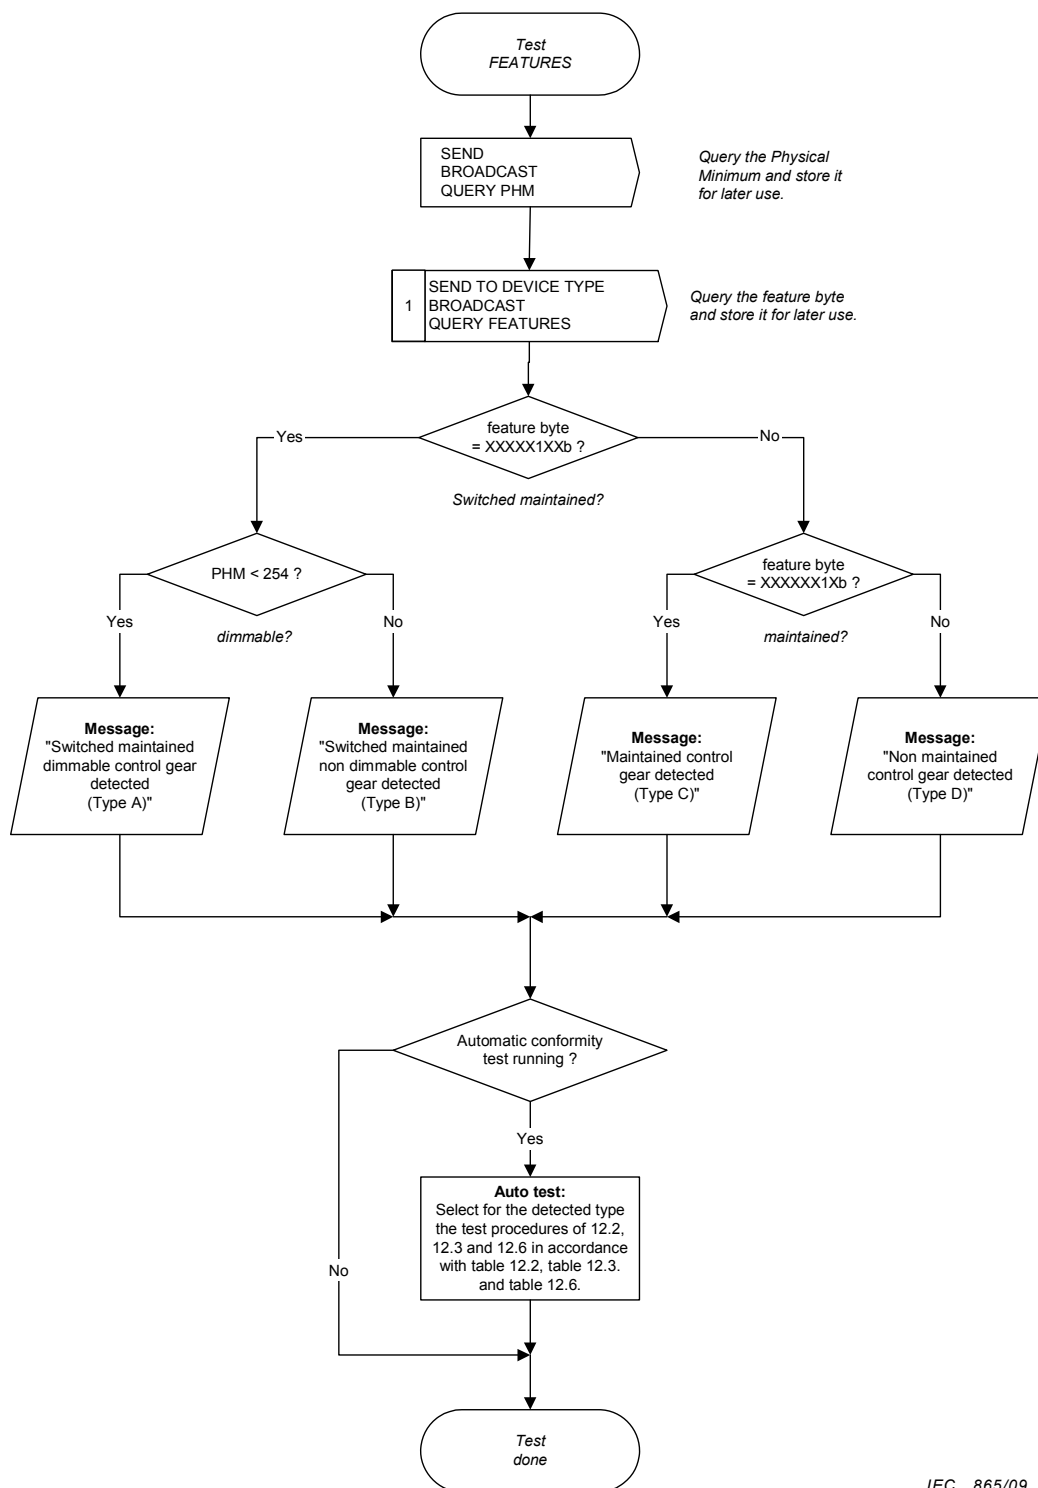 Test
FEATURES
SEND
BROADCAST
QUERY PHM
Query the Physical
Minimum and store it
for later use.
1
SEND TO DEVICE TYPE
BROADCAST
QUERY FEATURES
Query the feature byte
and store it for later use.
feature byte
= XXXXX1XXb ?
Yes
No
Switched maintained?
PHM < 254 ?
Yes
No
dimmable?
feature byte
= XXXXXX1Xb ?
Yes
No
maintained?
Message:
"Switched maintained
dimmable control gear
detected
(Type A)"
Message:
"Switched maintained
non dimmable control
gear detected
(Type B)"
Message:
"Maintained control
gear detected
(Type C)"
Message:
"Non maintained
control gear detected
(Type D)"
Automatic conformity
test running ?
Yes
Auto test:
Select for the detected type
the test procedures of 12.2,
12.3 and 12.6 in accordance
with table 12.2, table 12.3.
and table 12.6.
No
Test
done
IEC 865/09